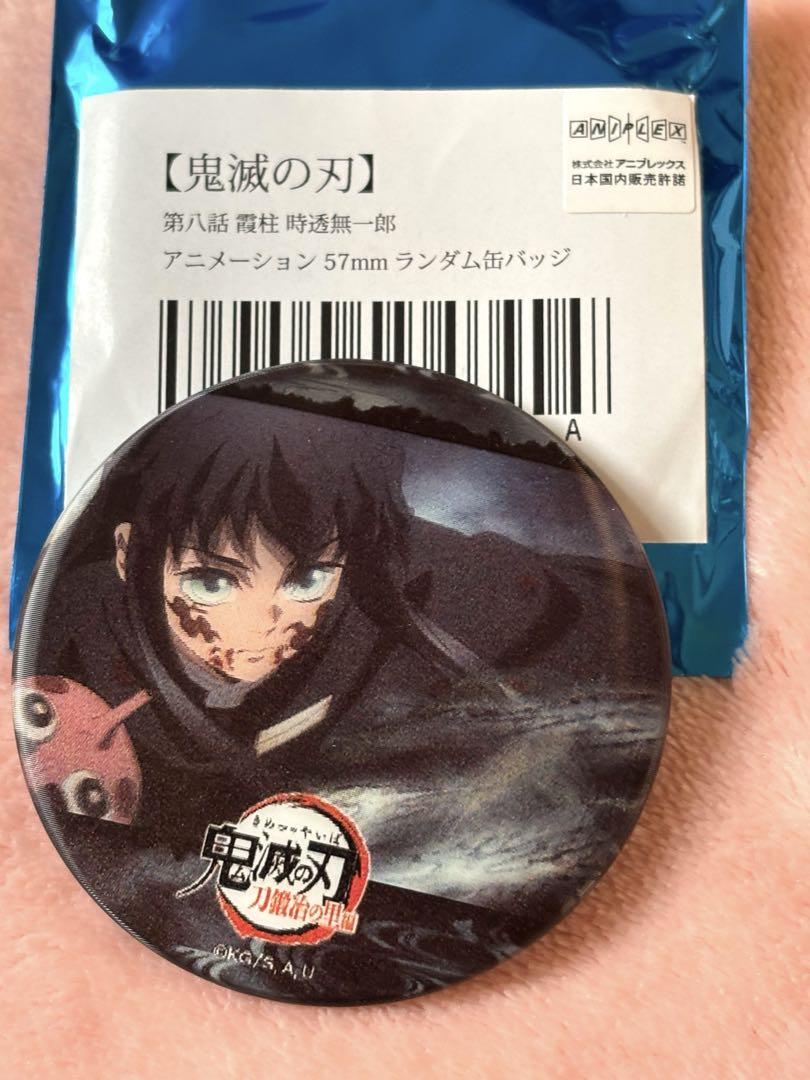 【鬼滅の刃】
第八話 霞柱 時透無一郎
アニメーション 57mm ランダム缶バッジ
ANIPLEX
株式会社アニプレックス
日本国内販売許諾
A
きめつのやいば
鬼滅の刃
刀鍛冶の里編
©KG/S,A,U